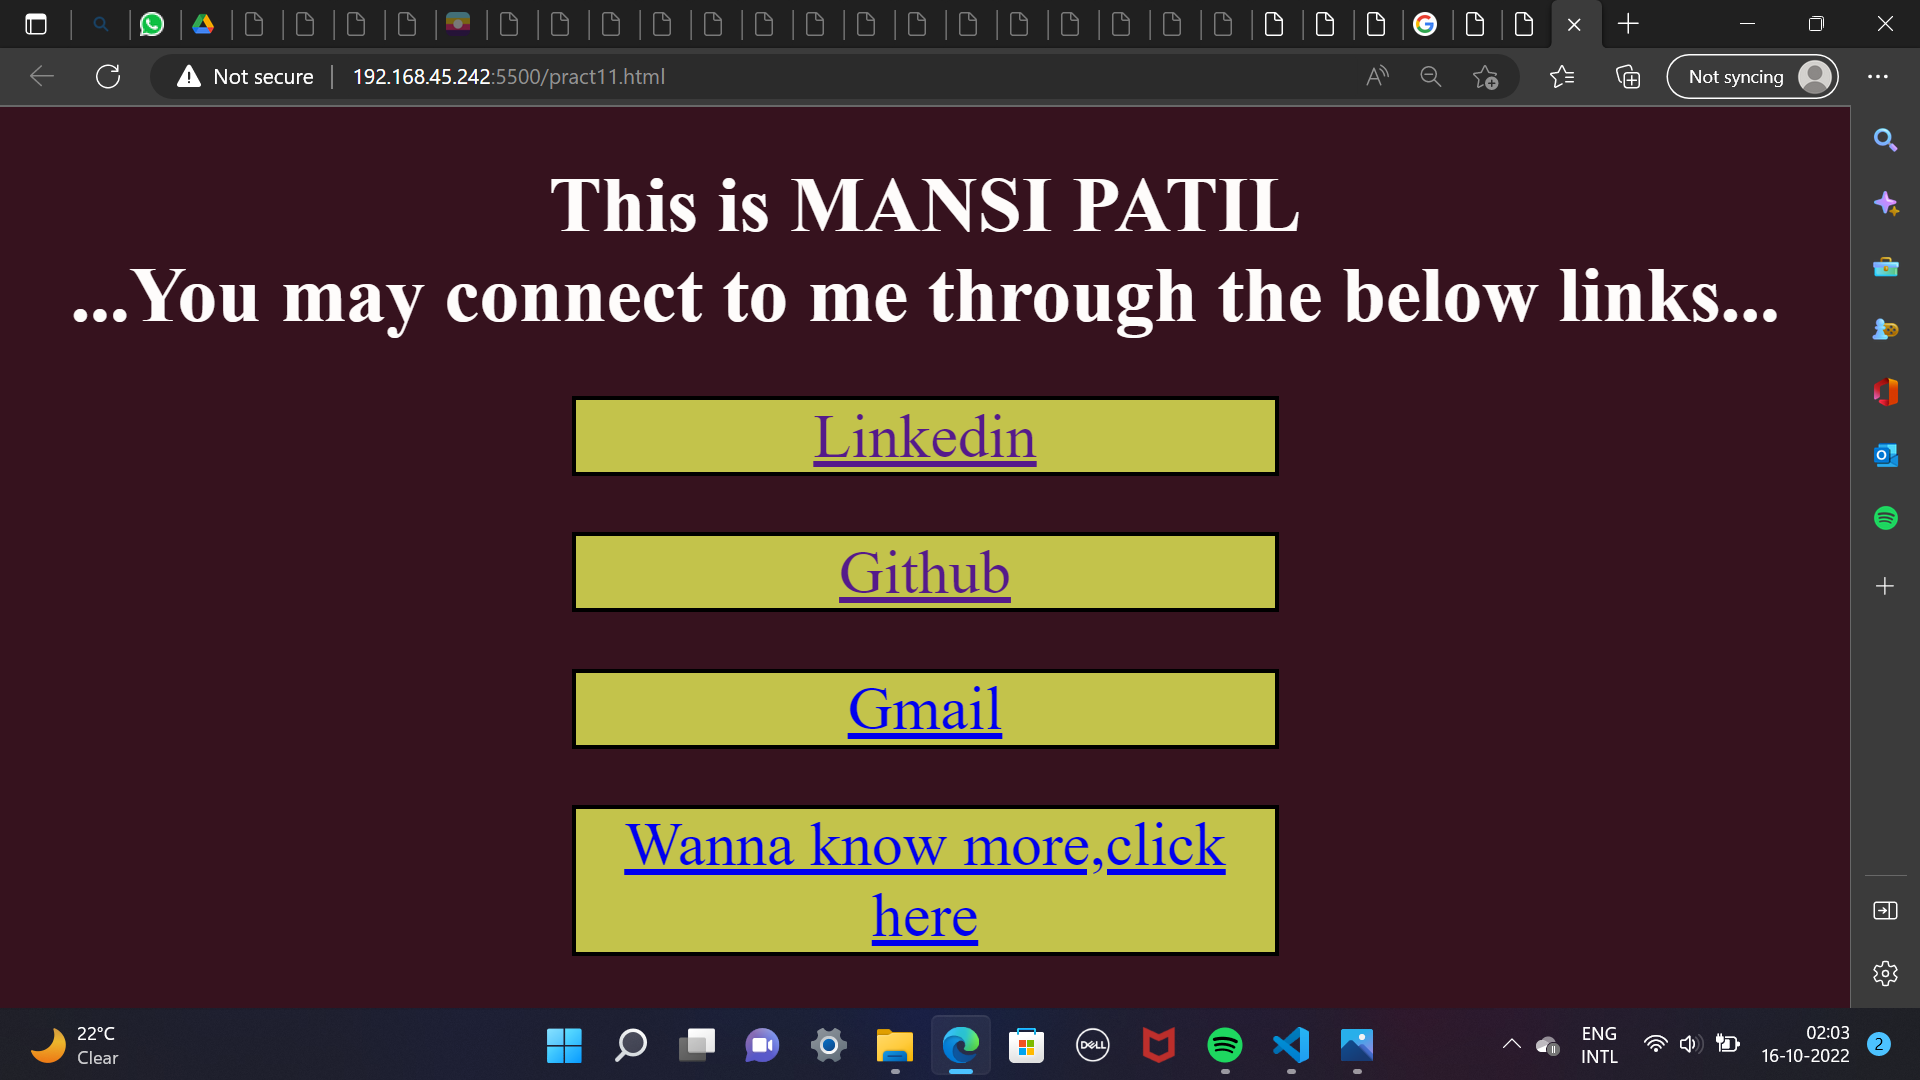 Not secure
192.168.45.242:5500/pract11.html
Not syncing
This is MANSI PATIL
...You may connect to me through the below links...
Linkedin
Github
Gmail
Wanna know more,click
here
22°C
Clear
DELL
ENG
INTL
02:03
16-10-2022
2